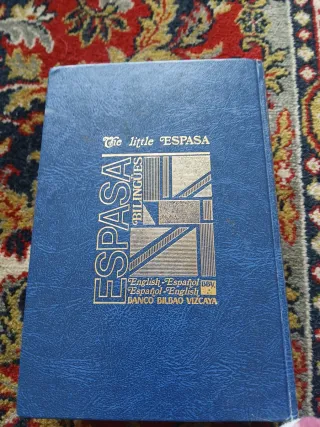 The little ESPASA
ESPASA
BILINGÜES
English-Español
Español-English
BANCO BILBAO VIZCAYA